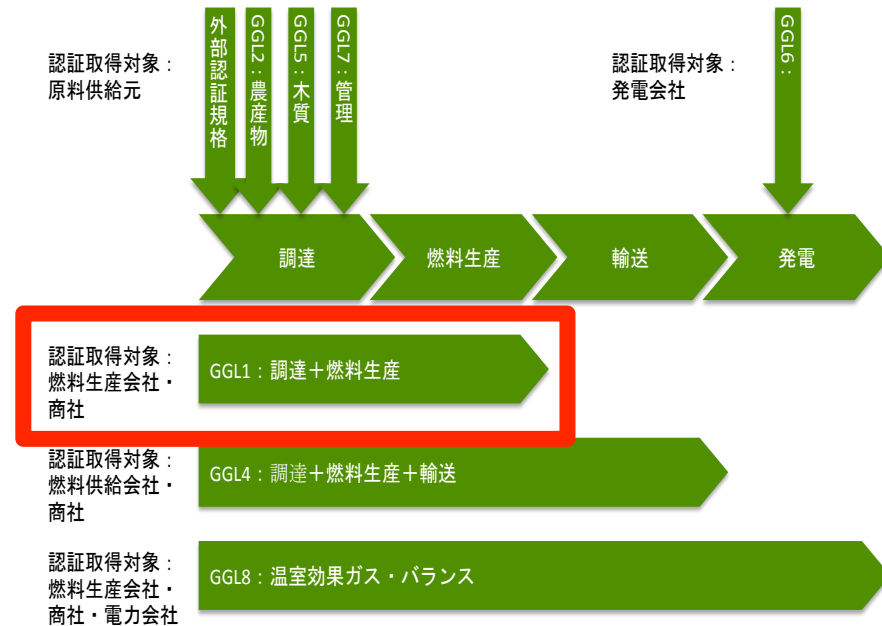 認証取得対象：
原料供給元
外部認証規格
GGL2：農産物
GGL5：木質
GGL7：管理
認証取得対象：
発電会社
GGL6：
調達
燃料生産
輸送
発電
認証取得対象：
燃料生産会社・
商社
GGL1：調達＋燃料生産
認証取得対象：
燃料供給会社・
商社
GGL4：調達＋燃料生産＋輸送
認証取得対象：
燃料生産会社・
商社・電力会社
GGL8：温室効果ガス・バランス